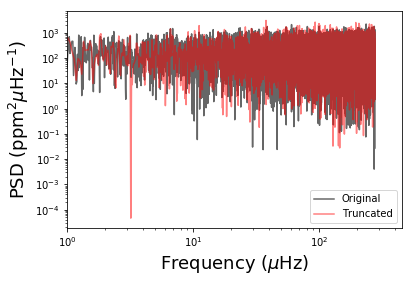 10³
10²
10¹
10⁰
10⁻¹
10⁻²
10⁻³
10⁻⁴
PSD (ppm²μHz⁻¹)
Original
Truncated
10⁰ 10¹ 10²
Frequency (μHz)